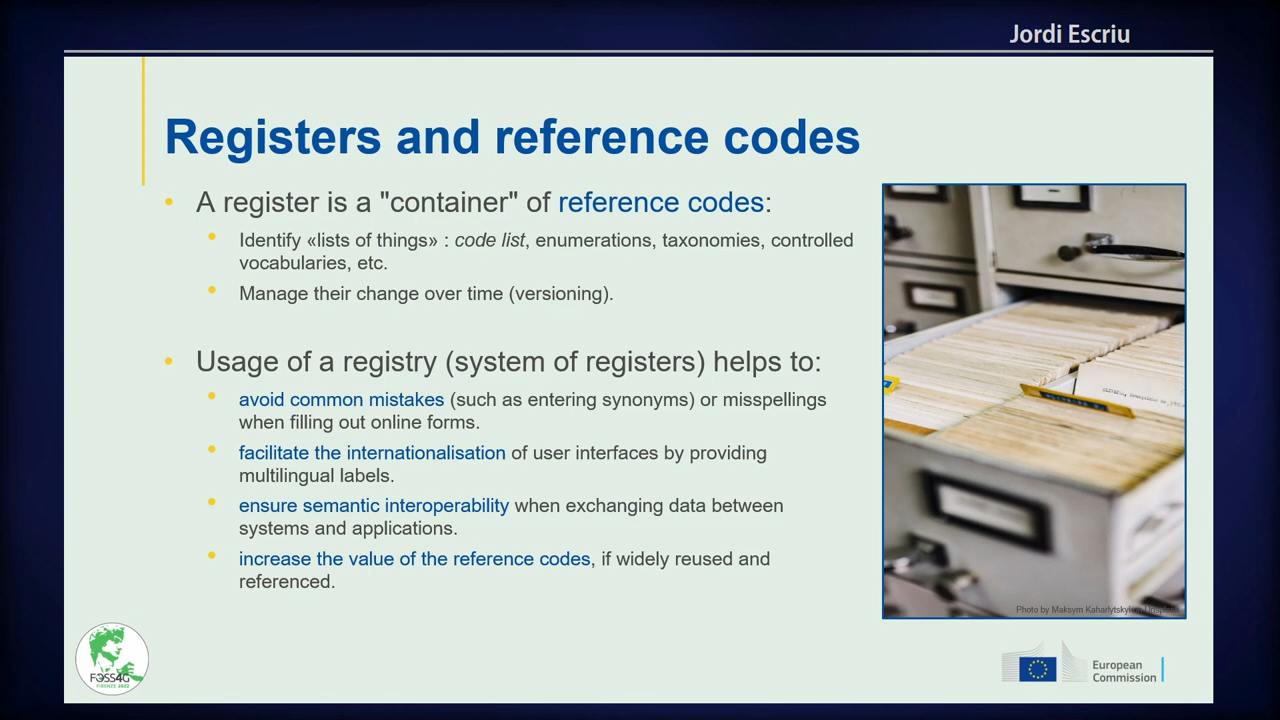 Jordi Escriu
Registers and reference codes
• A register is a "container" of reference codes:
• Identify «lists of things» : code list, enumerations, taxonomies, controlled
vocabularies, etc.
• Manage their change over time (versioning).
• Usage of a registry (system of registers) helps to:
• avoid common mistakes (such as entering synonyms) or misspellings
when filling out online forms.
• facilitate the internationalisation of user interfaces by providing
multilingual labels.
• ensure semantic interoperability when exchanging data between
systems and applications.
• increase the value of the reference codes, if widely reused and
referenced.
Photo by Maksym Kaharlytskyi
FOSS4G
FIRENZE 2022
European
Commission